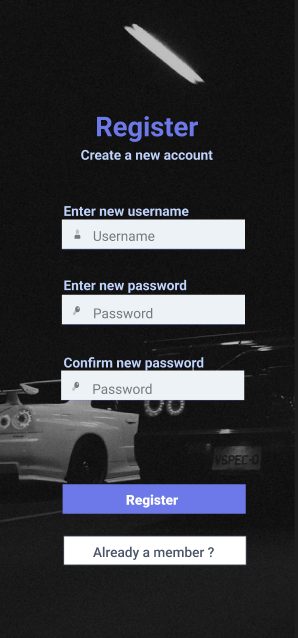 Register
Create a new account
Enter new username
Username
Enter new password
Password
Confirm new password
Password
Register
Already a member ?